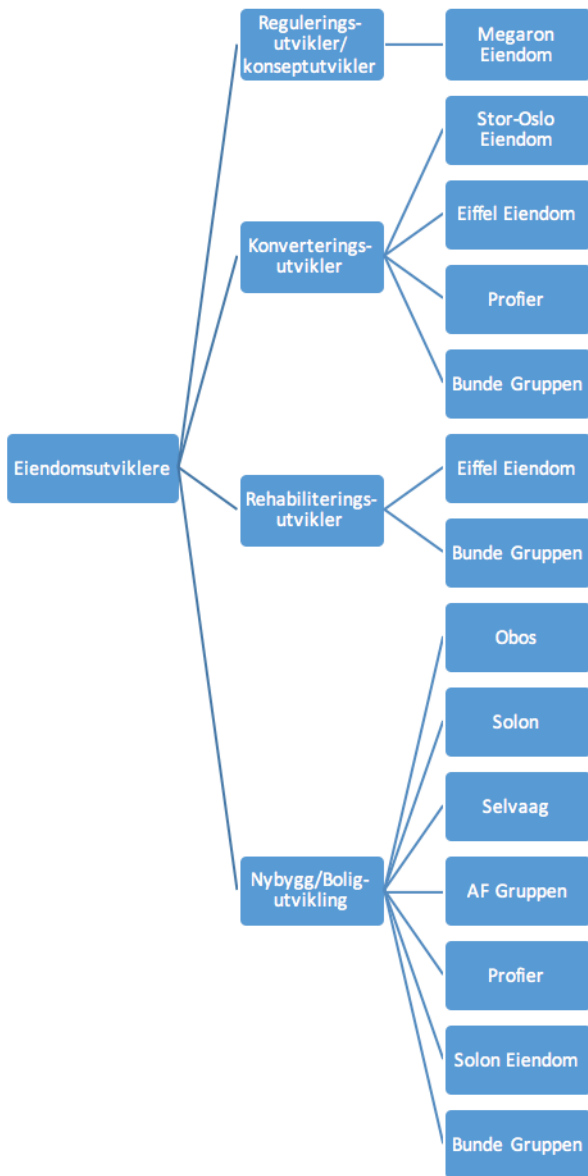 Eiendomsutviklere
Regulerings-
utvikler/
konseptutvikler
Megaron
Eiendom
Konverterings-
utvikler
Stor-Oslo
Eiendom
Eiffel Eiendom
Profier
Bunde Gruppen
Rehabiliterings-
utvikler
Eiffel Eiendom
Bunde Gruppen
Nybygg/Bolig-
utvikling
Obos
Solon
Selvaag
AF Gruppen
Profier
Solon Eiendom
Bunde Gruppen